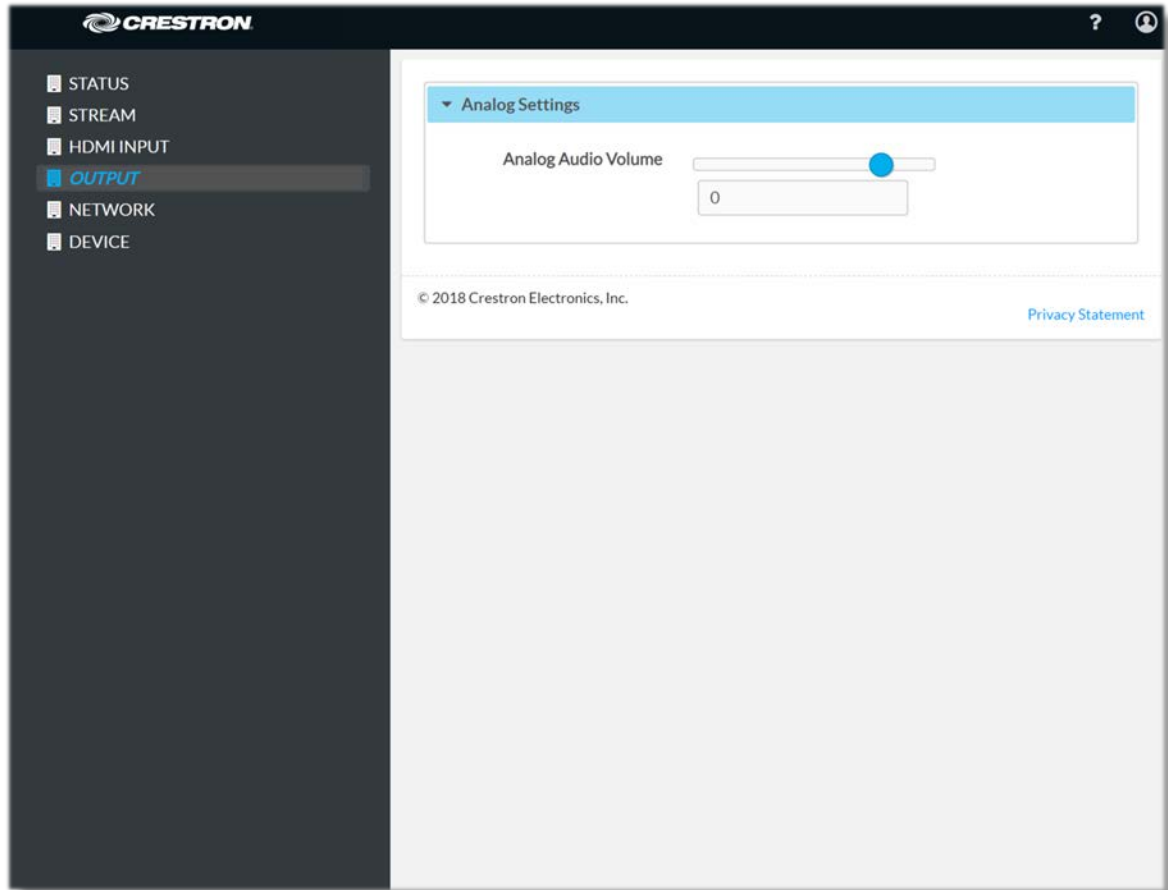 CRESTRON
?
STATUS
STREAM
HDMI INPUT
OUTPUT
NETWORK
DEVICE
Analog Settings
Analog Audio Volume
0
© 2018 Crestron Electronics, Inc.
Privacy Statement